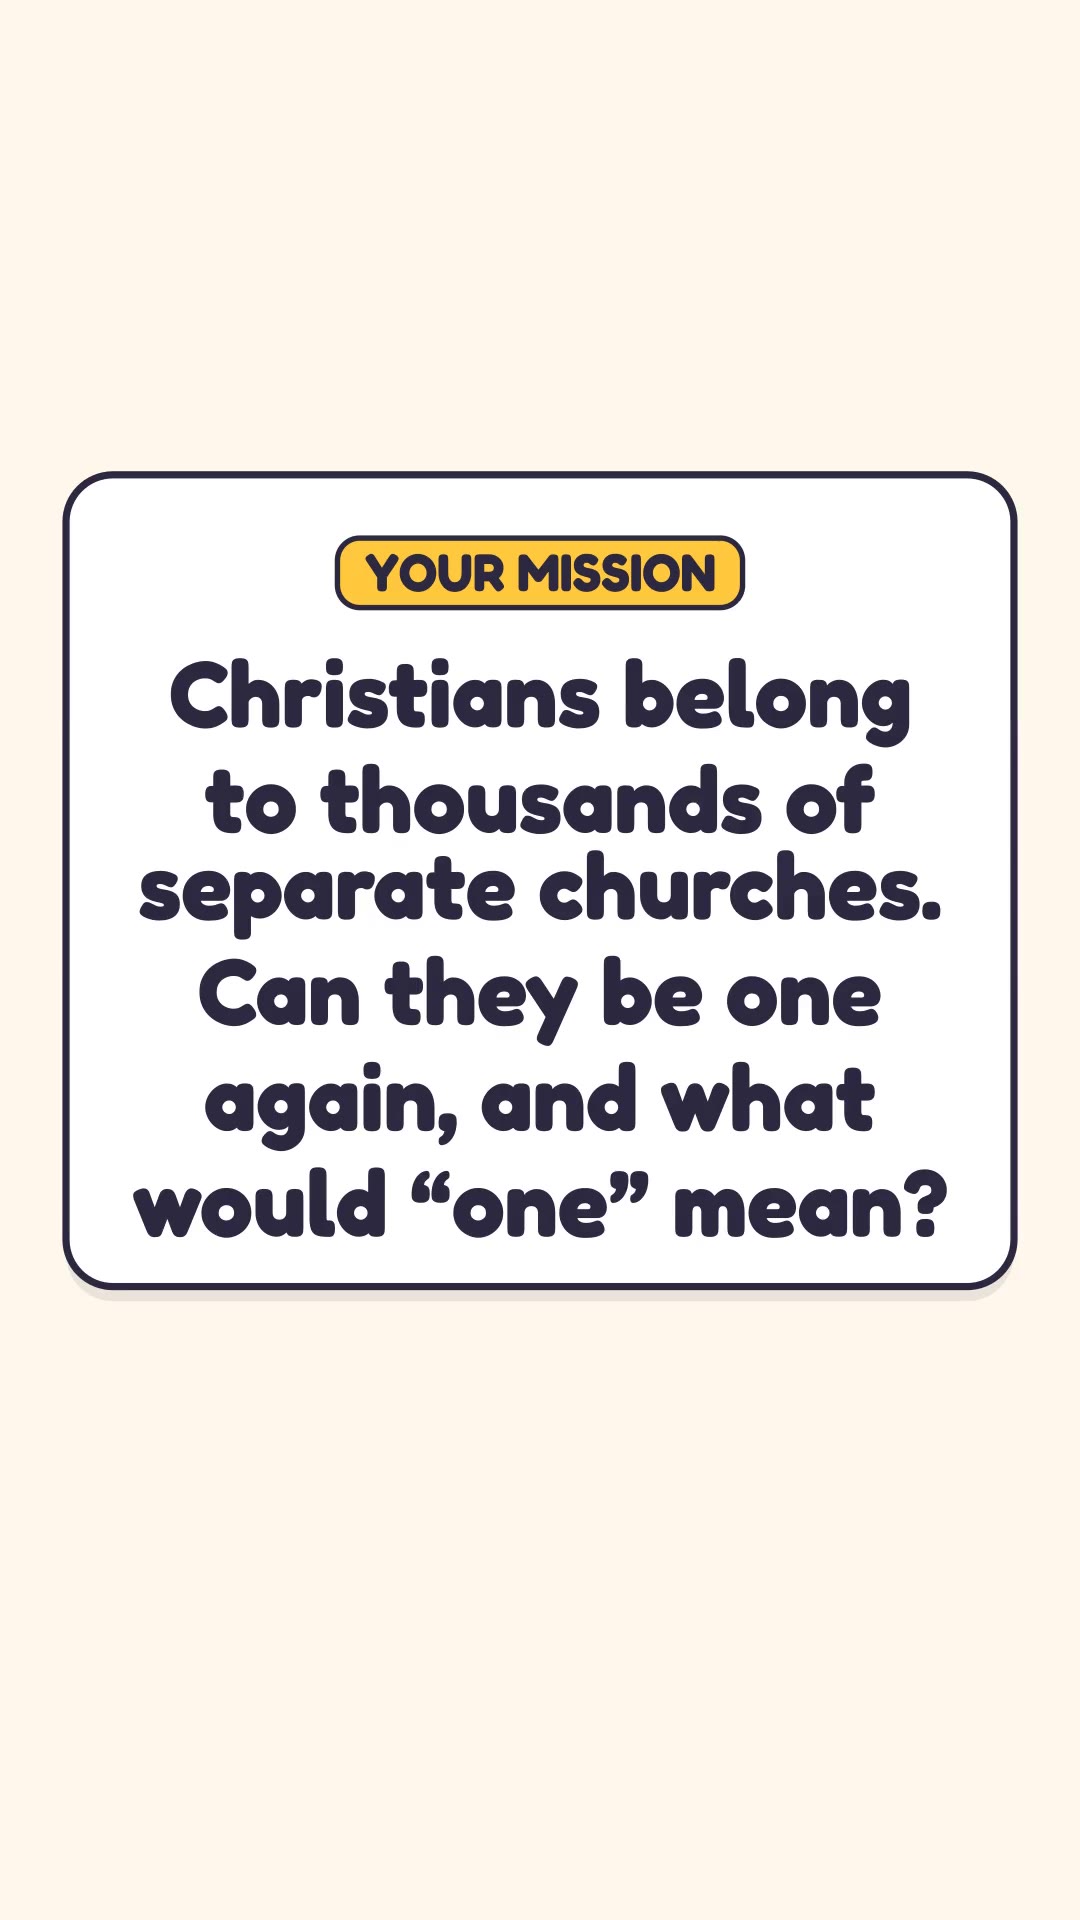 YOUR MISSION
Christians belong
to thousands of
separate churches.
Can they be one
again, and what
would “one” mean?